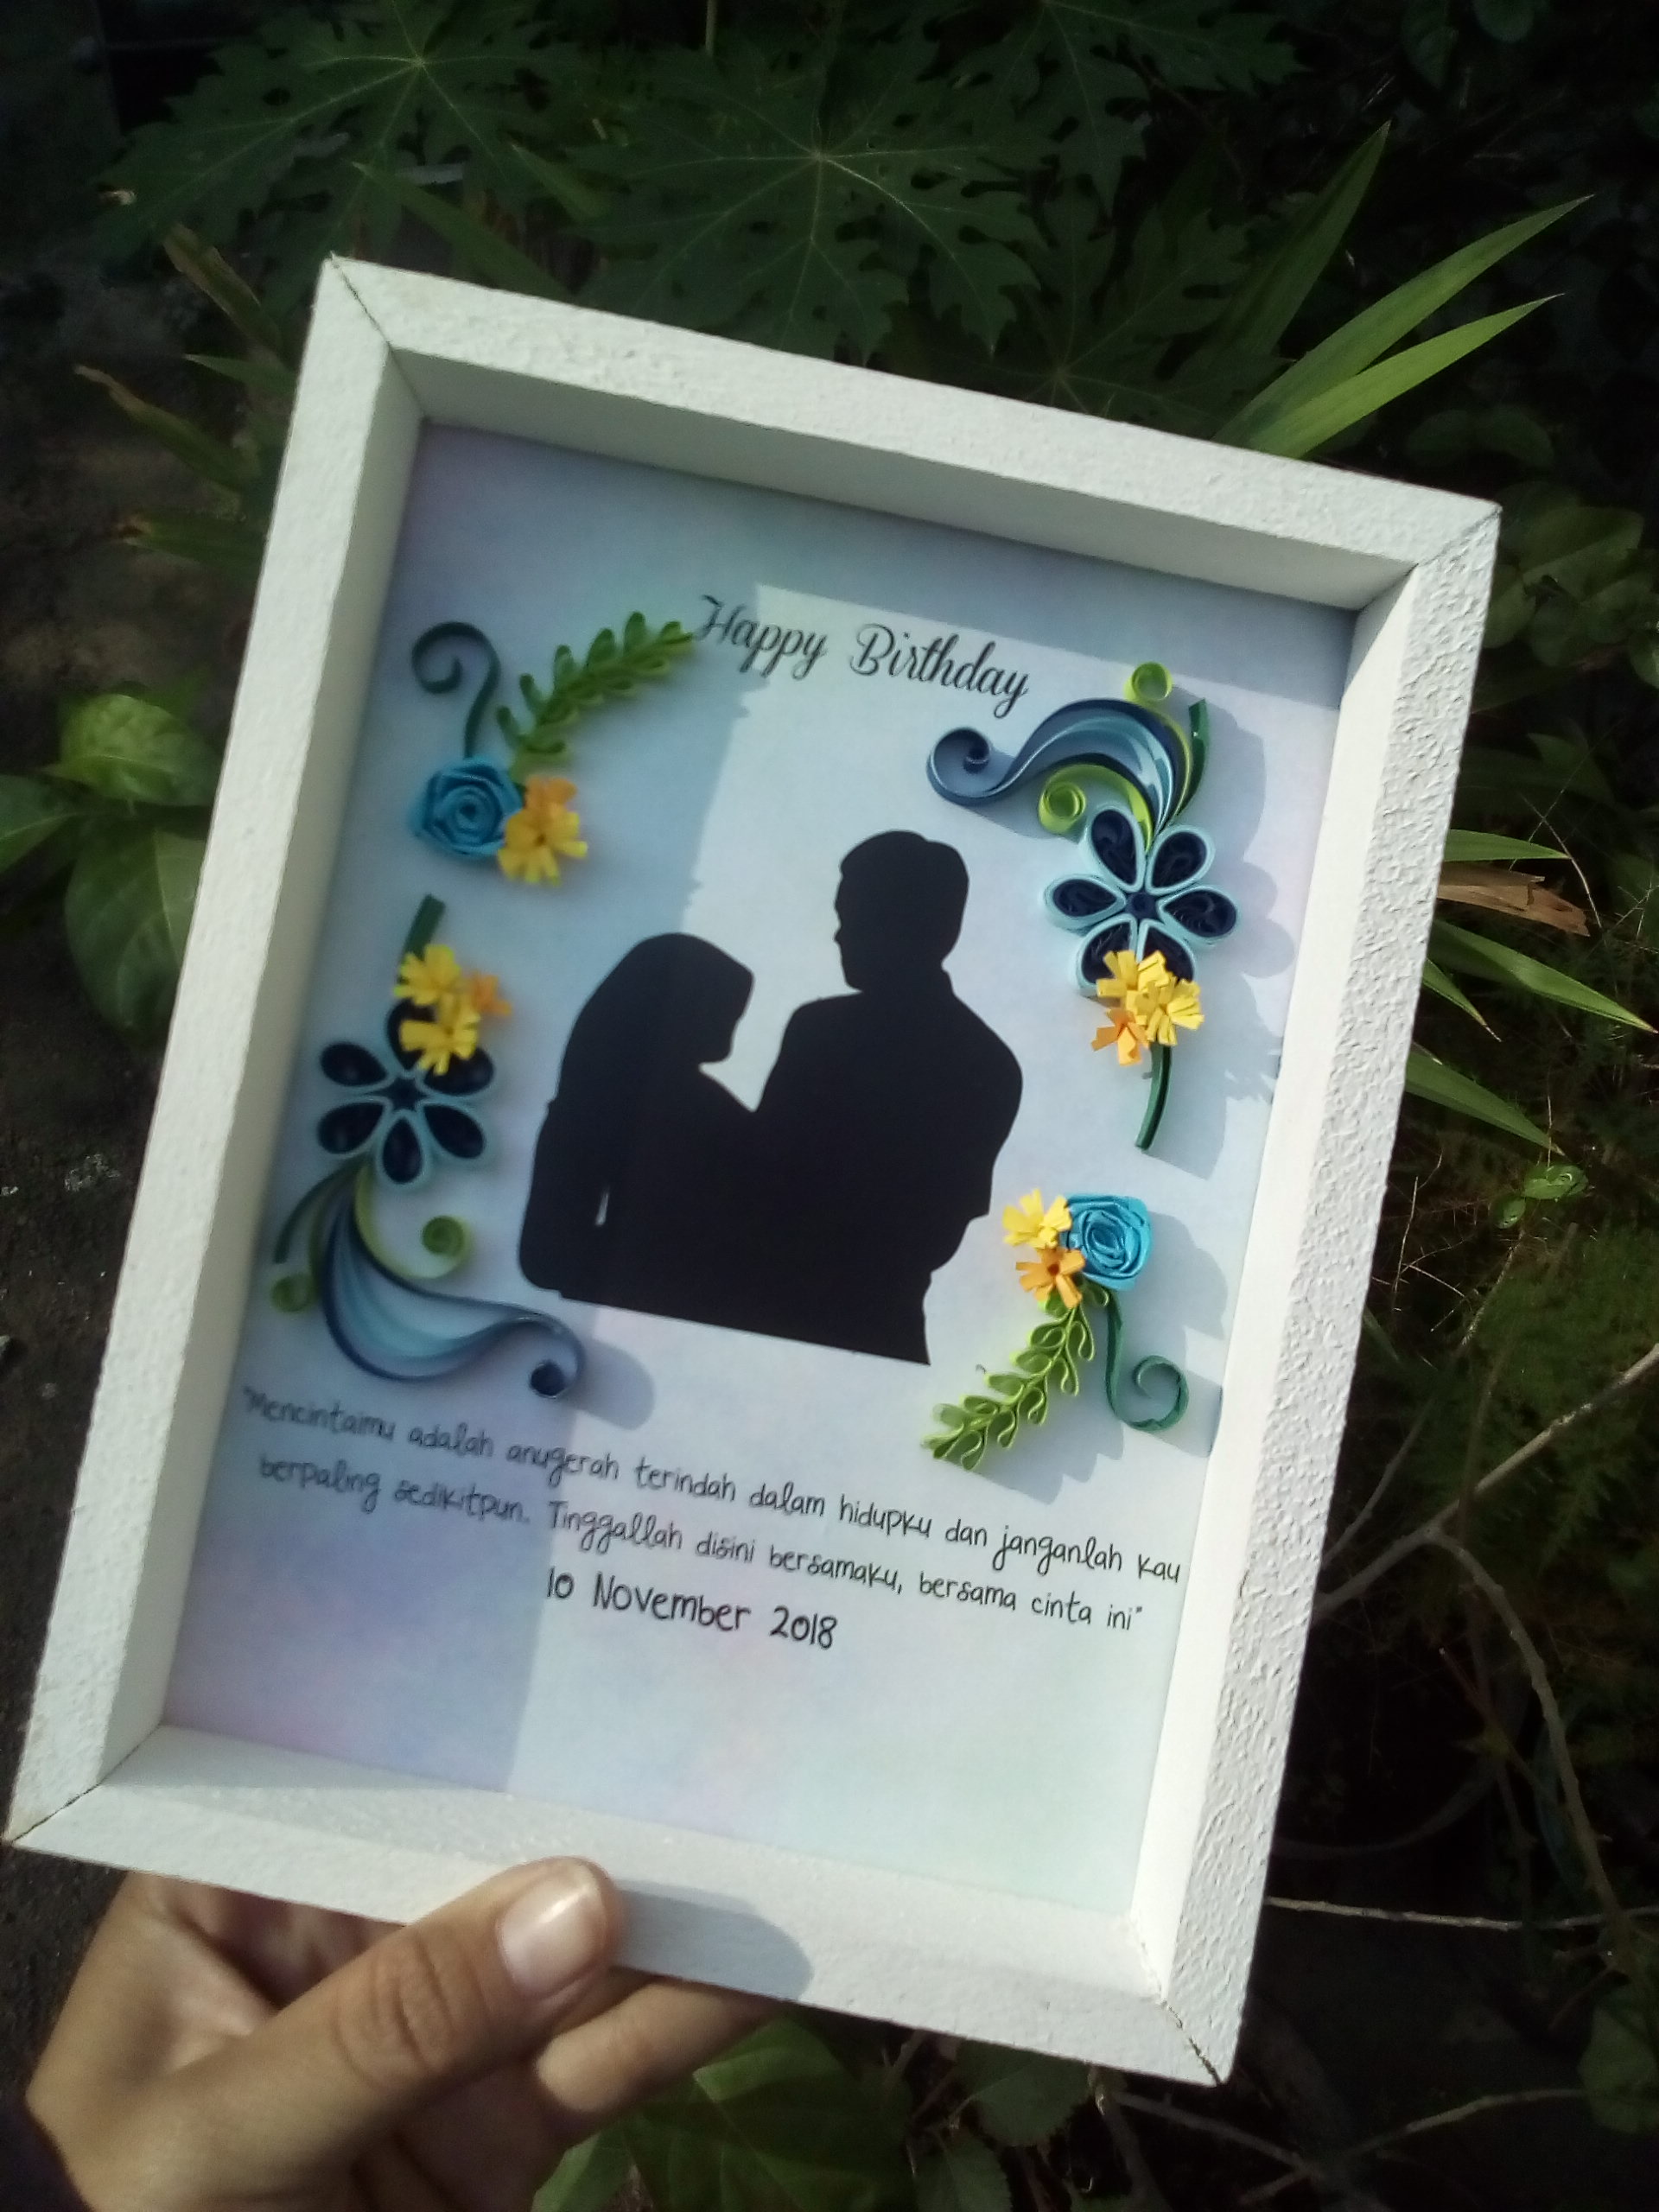 Happy Birthday
"Mencintaimu adalah anugerah terindah dalam hidupku dan janganlah kau
berpaling sedikitpun. Tinggallah disini bersamaku, bersama cinta ini"
10 November 2018